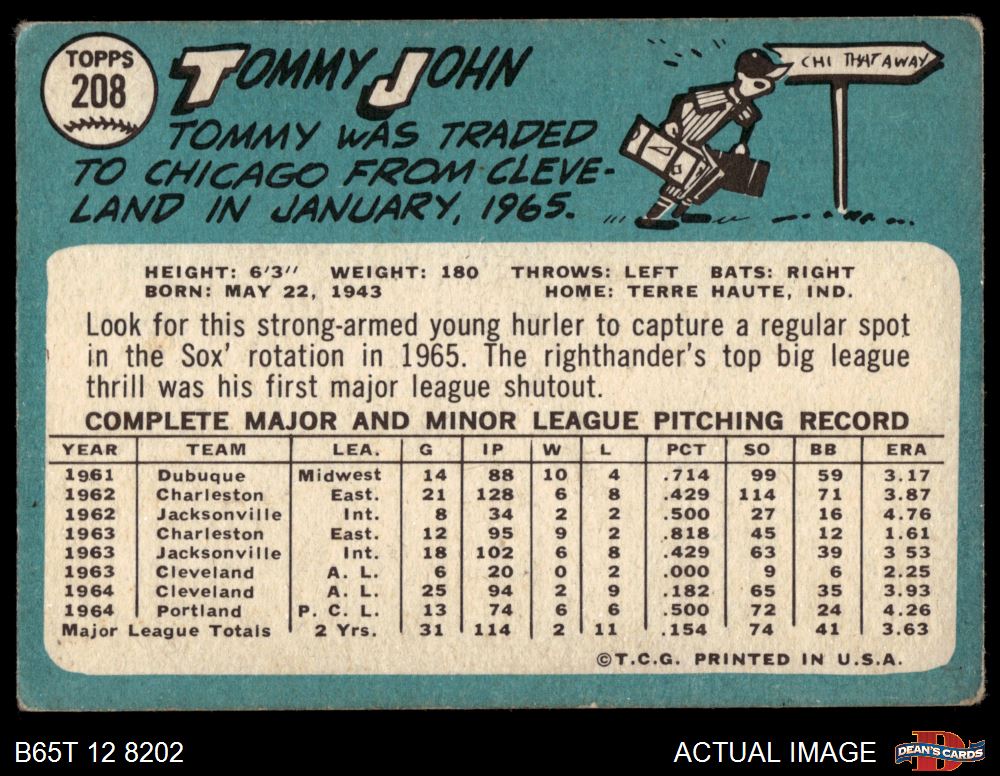 TOPPS
208
TOMMY JOHN
TOMMY WAS TRADED
TO CHICAGO FROM CLEVE-
LAND IN JANUARY, 1965.
CHI THAT AWAY
HEIGHT: 6'3" WEIGHT: 180 THROWS: LEFT BATS: RIGHT
BORN: MAY 22, 1943 HOME: TERRE HAUTE, IND.
Look for this strong-armed young hurler to capture a regular spot
in the Sox' rotation in 1965. The righthander's top big league
thrill was his first major league shutout.
COMPLETE MAJOR AND MINOR LEAGUE PITCHING RECORD
YEAR TEAM LEA. G IP W L PCT SO BB ERA
1961 Dubuque Midwest 14 88 10 4 .714 99 59 3.17
1962 Charleston East. 21 128 6 8 .429 114 71 3.87
1962 Jacksonville Int. 8 34 2 2 .500 27 16 4.76
1963 Charleston East. 12 95 9 2 .818 45 12 1.61
1963 Jacksonville Int. 18 102 6 8 .429 63 39 3 53
1963 Cleveland A. L. 6 20 0 2 .000 9 6 2.25
1964 Cleveland A. L. 25 94 2 9 .182 65 35 3.93
1964 Portland P. C. L. 13 74 6 6 .500 72 24 4.26
Major League Totals 2 Yrs. 31 114 2 11 .154 74 41 3.63
©T.C.G. PRINTED IN U.S.A.
B65T 12 8202
ACTUAL IMAGE
DEAN'S CARDS